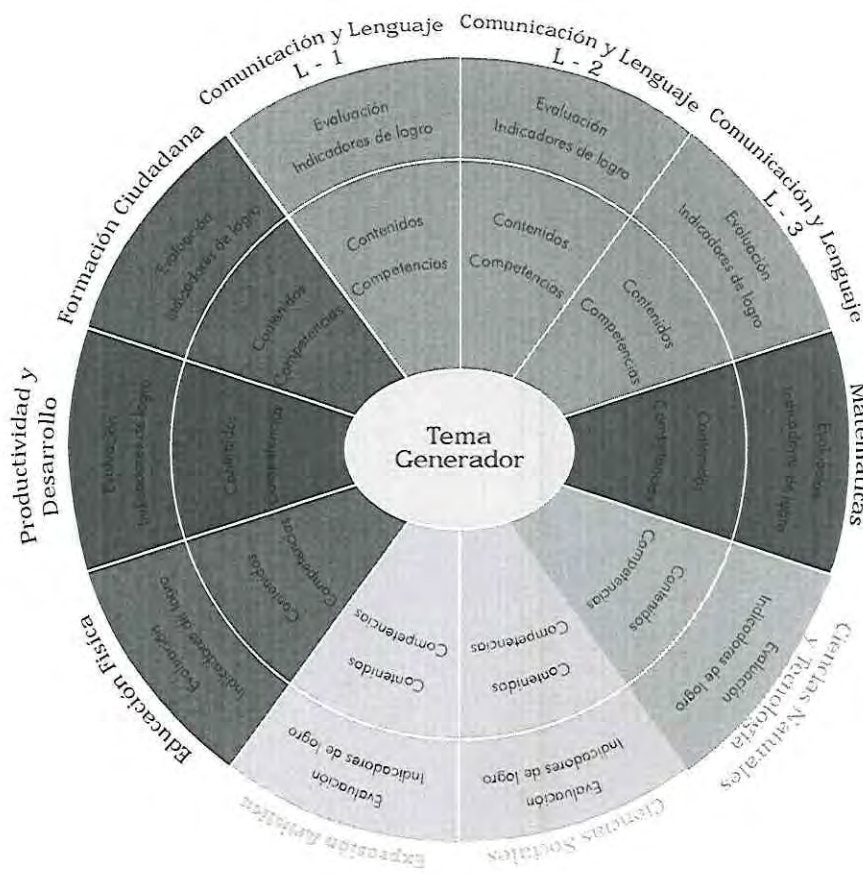 Comunicación y Lenguaje
L - 1
Evaluación
Indicadores de logro
Contenidos
Competencias
Comunicación y Lenguaje
L - 2
Evaluación
Indicadores de logro
Contenidos
Competencias
Comunicación y Lenguaje
L - 3
Evaluación
Indicadores de logro
Contenidos
Competencias
Matemáticas
Evaluación
Indicadores de logro
Contenidos
Competencias
Ciencias Naturales
y Tecnología
Evaluación
Indicadores de logro
Contenidos
Competencias
Ciencias Sociales
Evaluación
Indicadores de logro
Contenidos
Competencias
Expresión Artística
Evaluación
Indicadores de logro
Contenidos
Competencias
Educación Física
Evaluación
Indicadores de logro
Contenidos
Competencias
Productividad y
Desarrollo
Evaluación
Indicadores de logro
Contenidos
Competencias
Formación Ciudadana
Evaluación
Indicadores de logro
Contenidos
Competencias
Tema
Generador